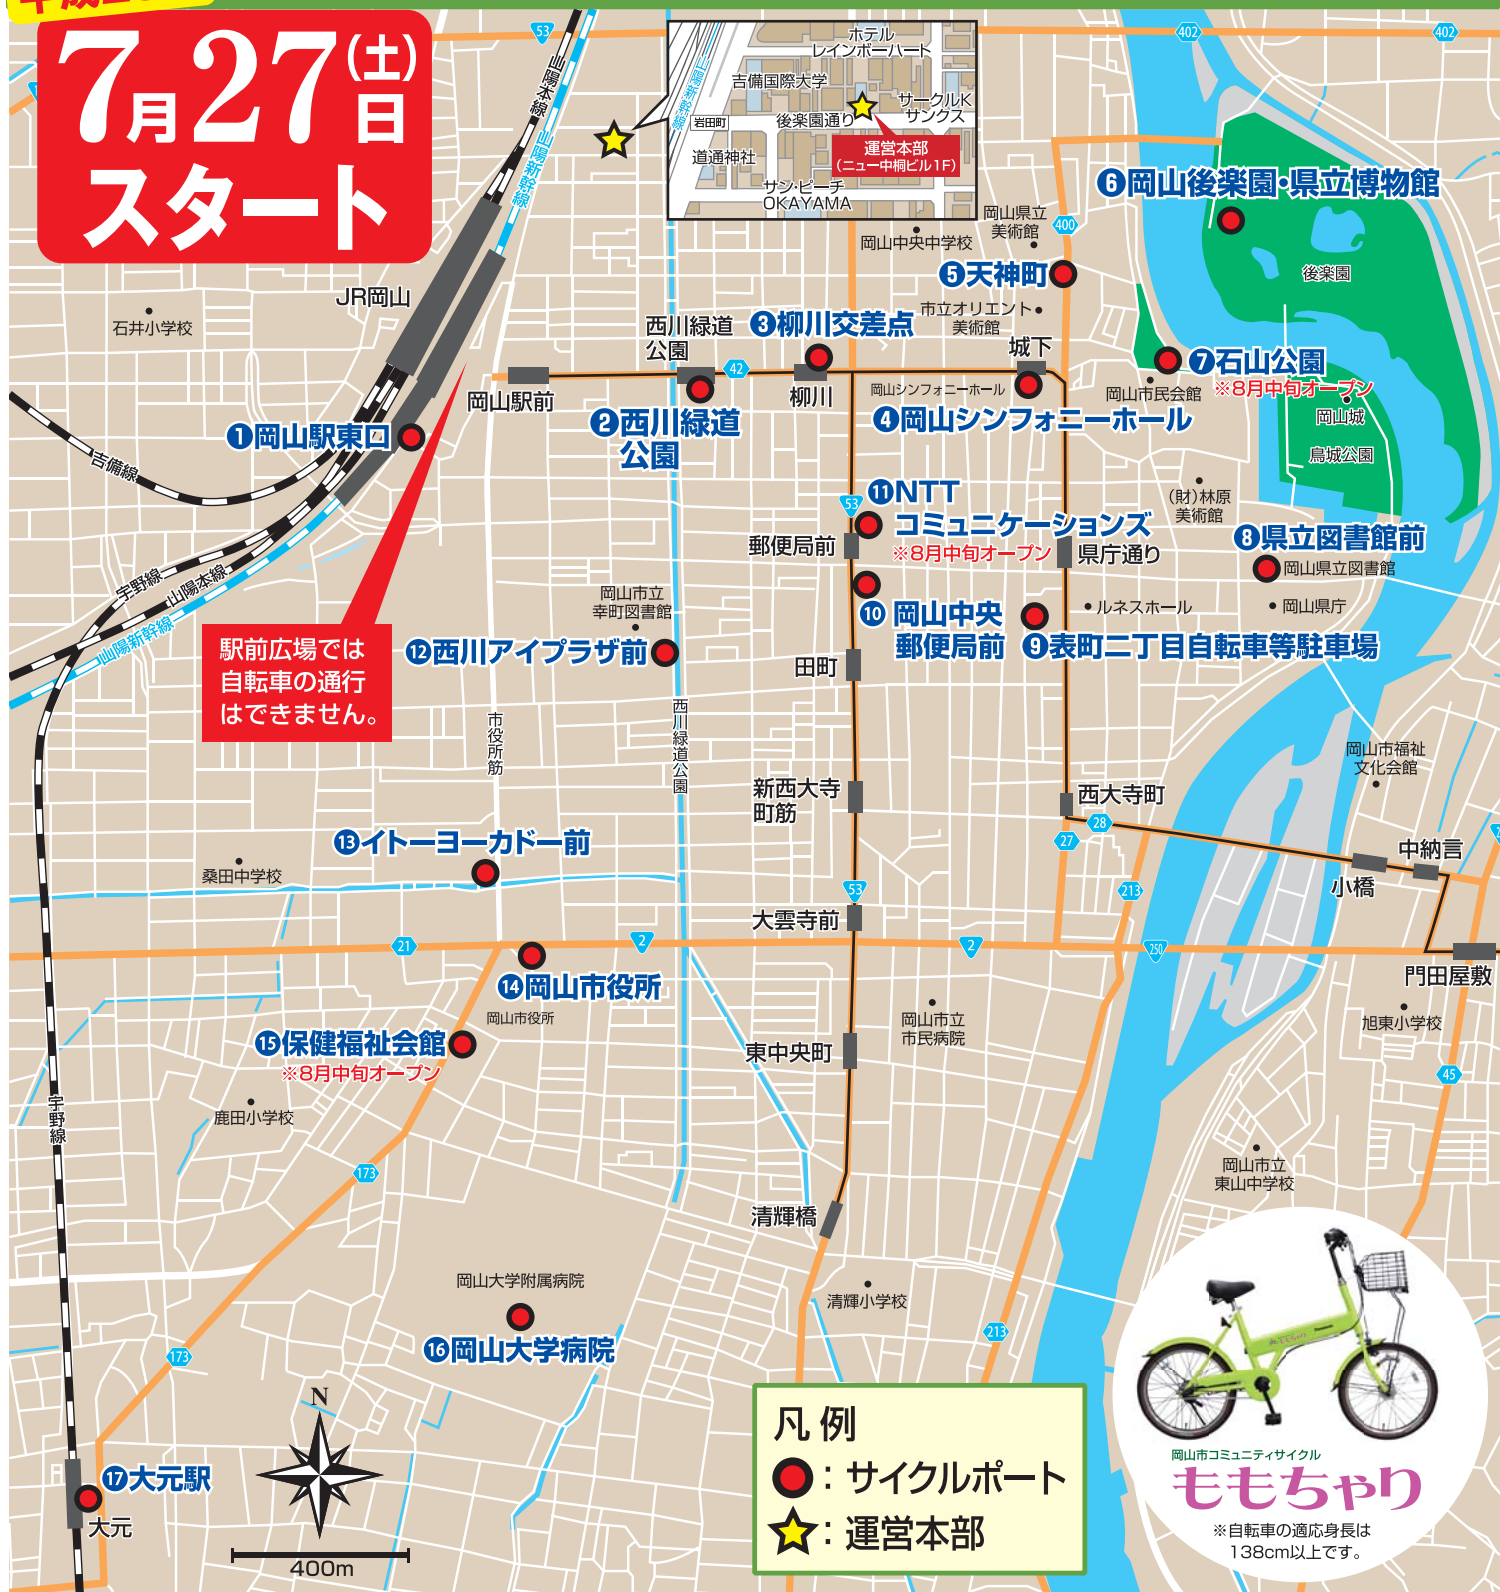 7月27日(土)
スタート
ホテル
レインボーハート
吉備国際大学
サークルK
サンクス
岩田町
後楽園通り
山陽新幹線
道通神社
運営本部
(ニュー中桐ビル1F)
サン・ピーチ
OKAYAMA
53
402
402
山陽本線
山陽新幹線
❻岡山後楽園・県立博物館
岡山県立
美術館
400
岡山中央中学校
❺天神町
後楽園
JR岡山
石井小学校
市立オリエント
美術館
西川緑道
公園
❸柳川交差点
城下
❼石山公園
※8月中旬オープン
42
岡山シンフォニーホール
岡山市民会館
岡山駅前
柳川
岡山城
❷西川緑道
公園
❹岡山シンフォニーホール
❶岡山駅東口
烏城公園
吉備線
(財)林原
美術館
⓫NTT
コミュニケーションズ
※8月中旬オープン
53
郵便局前
県庁通り
❽県立図書館前
岡山県立図書館
宇野線
山陽本線
山陽新幹線
岡山市立
幸町図書館
❿岡山中央
郵便局前
ルネスホール
岡山県庁
❾表町二丁目自転車等駐車場
駅前広場では
自転車の通行
はできません。
⓬西川アイプラザ前
田町
市役所筋
西川緑道公園
岡山市福祉
文化会館
新西大寺
町筋
西大寺町
28
27
⓭イトーヨーカドー前
中納言
小橋
桑田中学校
53
213
大雲寺前
21
2
2
250
⓮岡山市役所
岡山市役所
門田屋敷
岡山市立
市民病院
旭東小学校
⓯保健福祉会館
※8月中旬オープン
東中央町
45
宇野線
鹿田小学校
173
岡山市立
東山中学校
清輝橋
岡山大学附属病院
清輝小学校
213
⓰岡山大学病院
173
N
400m
⓱大元駅
大元
凡例
：サイクルポート
：運営本部
岡山市コミュニティサイクル
ももちゃり
※自転車の適応身長は
138cm以上です。